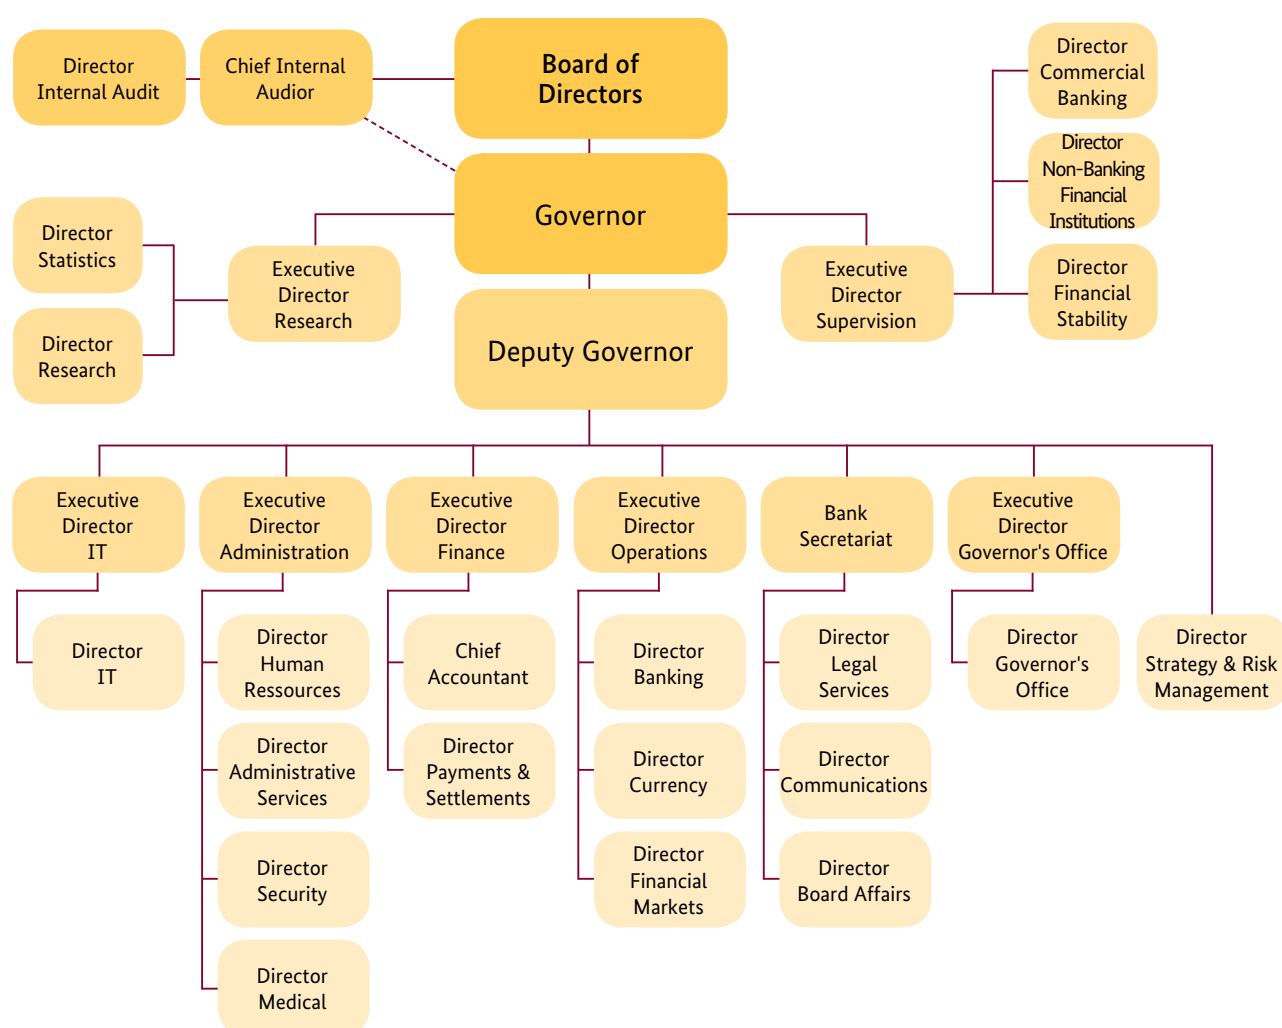 Director
Internal Audit
Chief Internal
Audior
Board of
Directors
Director
Commercial
Banking
Director
Non-Banking
Financial
Institutions
Governor
Director
Statistics
Executive
Director
Research
Executive
Director
Supervision
Director
Financial
Stability
Director
Research
Deputy Governor
Executive
Director
IT
Executive
Director
Administration
Executive
Director
Finance
Executive
Director
Operations
Bank
Secretariat
Executive
Director
Governor's Office
Director
IT
Director
Human
Ressources
Chief
Accountant
Director
Banking
Director
Legal
Services
Director
Governor's
Office
Director
Strategy & Risk
Management
Director
Administrative
Services
Director
Payments &
Settlements
Director
Currency
Director
Communications
Director
Security
Director
Financial
Markets
Director
Board Affairs
Director
Medical